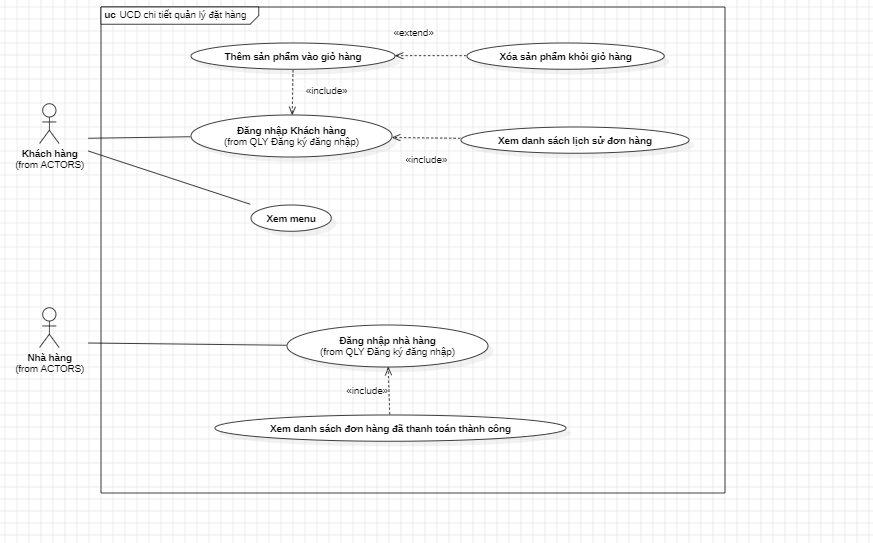 uc UCD chi tiết quản lý đặt hàng
«extend»
Thêm sản phẩm vào giỏ hàng
Xóa sản phẩm khỏi giỏ hàng
«include»
Đăng nhập Khách hàng
(from QLY Đăng ký đăng nhập)
Xem danh sách lịch sử đơn hàng
Khách hàng
(from ACTORS)
«include»
Xem menu
Đăng nhập nhà hàng
(from QLY Đăng ký đăng nhập)
Nhà hàng
(from ACTORS)
«include»
Xem danh sách đơn hàng đã thanh toán thành công